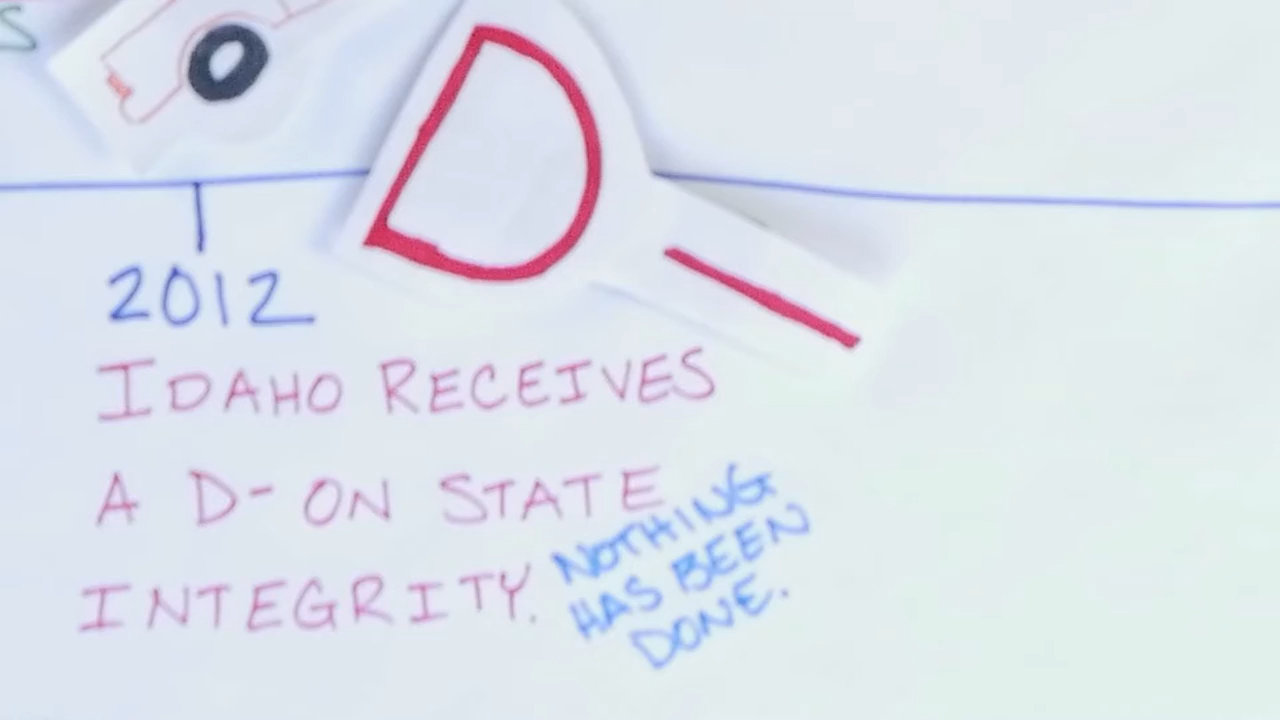 S
D-
2012
IDAHO RECEIVES
A D- ON STATE
INTEGRITY.
NOTHING
HAS BEEN
DONE.